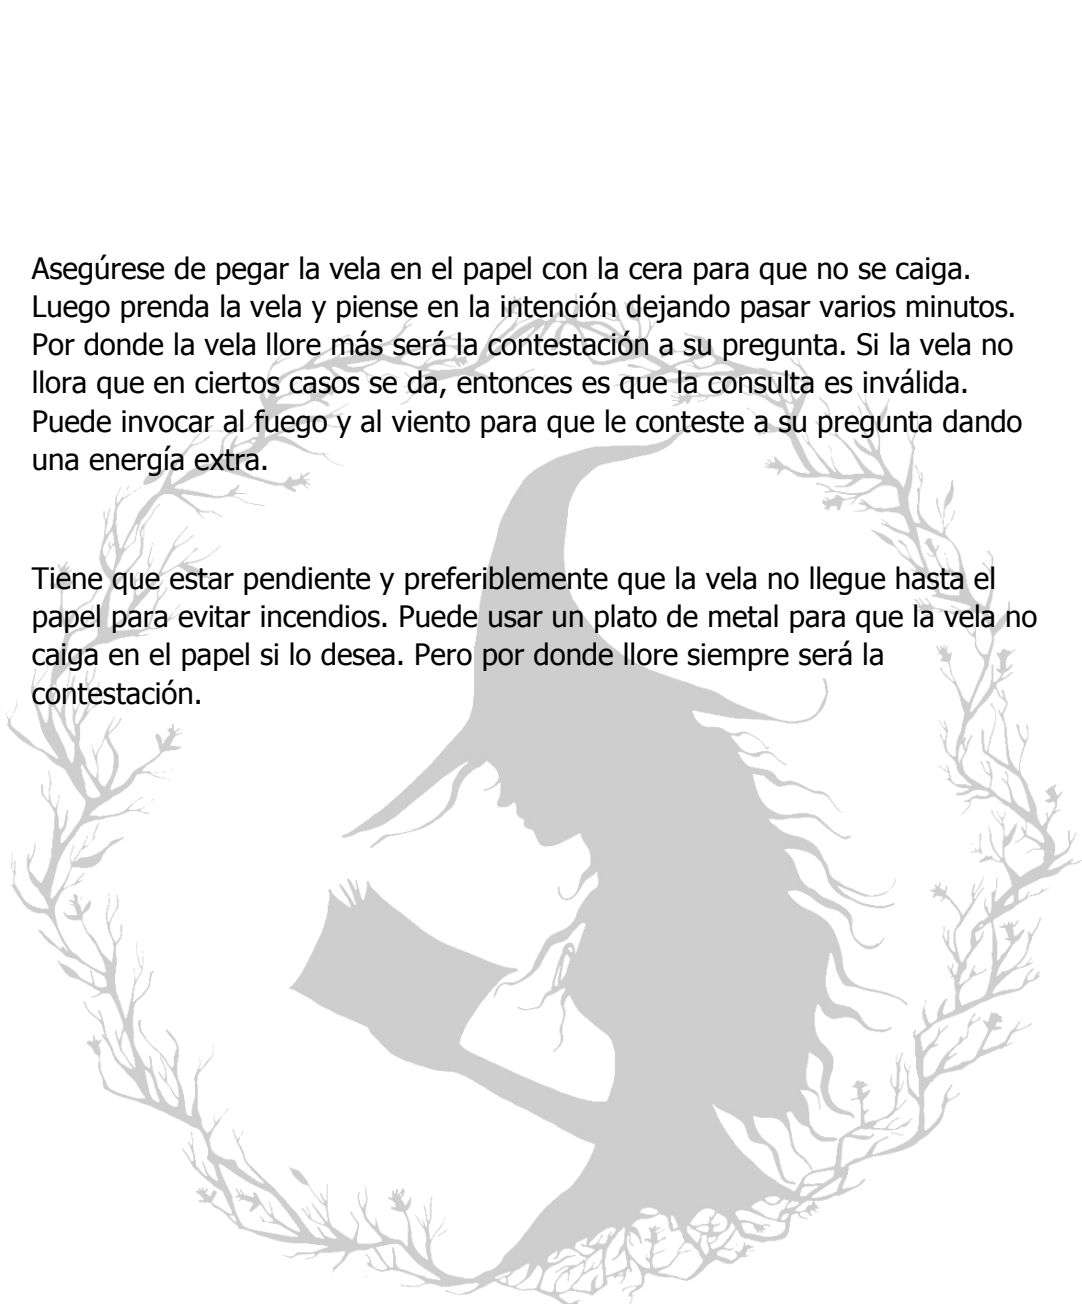 Asegúrese de pegar la vela en el papel con la cera para que no se caiga.
Luego prenda la vela y piense en la intención dejando pasar varios minutos.
Por donde la vela llore más será la contestación a su pregunta. Si la vela no
llora que en ciertos casos se da, entonces es que la consulta es inválida.
Puede invocar al fuego y al viento para que le conteste a su pregunta dando
una energía extra.
Tiene que estar pendiente y preferiblemente que la vela no llegue hasta el
papel para evitar incendios. Puede usar un plato de metal para que la vela no
caiga en el papel si lo desea. Pero por donde llore siempre será la
contestación.